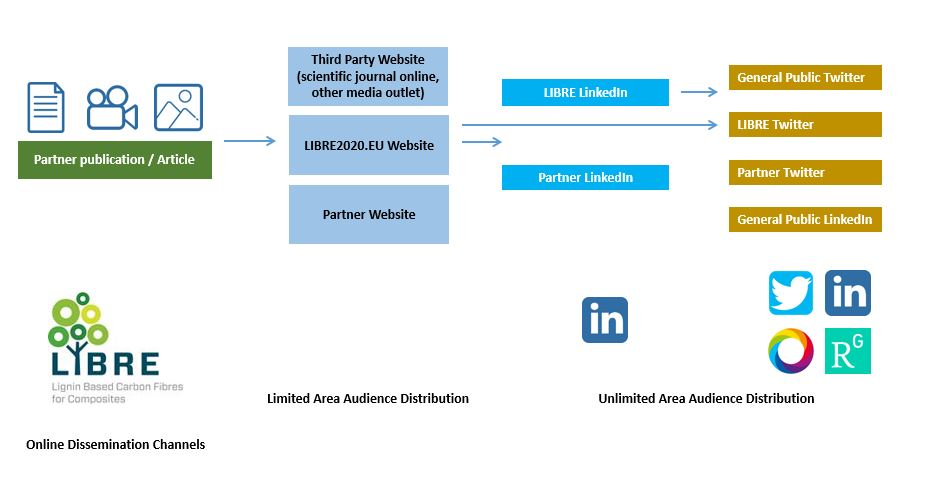 Third Party Website
(scientific journal online,
other media outlet)
General Public Twitter
LIBRE LinkedIn
LIBRE2020.EU Website
LIBRE Twitter
Partner publication / Article
Partner LinkedIn
Partner Twitter
Partner Website
General Public LinkedIn
in
in
RG
LIBRE
Lignin Based Carbon Fibres
for Composites
Limited Area Audience Distribution
Unlimited Area Audience Distribution
Online Dissemination Channels